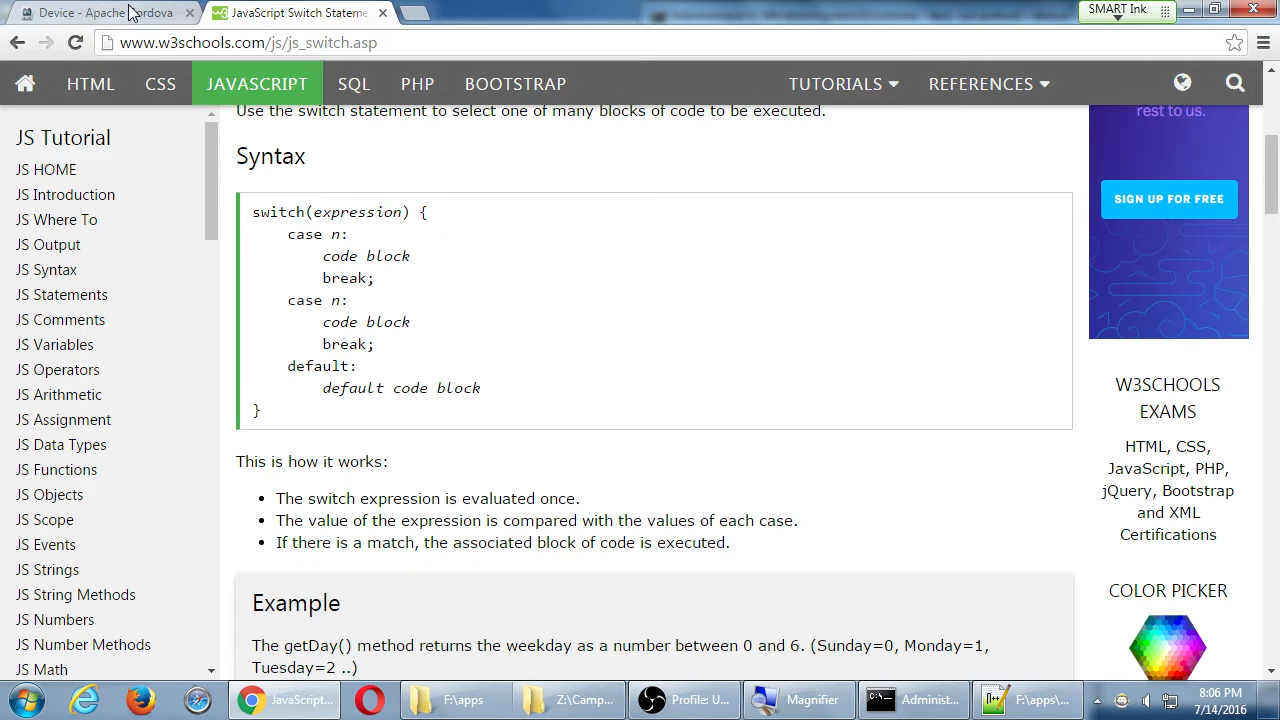 Device - Apache Cordova
JavaScript Switch Stateme
SMART Ink
www.w3schools.com/js/js_switch.asp
HTML CSS JAVASCRIPT SQL PHP BOOTSTRAP TUTORIALS REFERENCES
JS Tutorial
JS HOME
JS Introduction
JS Where To
JS Output
JS Syntax
JS Statements
JS Comments
JS Variables
JS Operators
JS Arithmetic
JS Assignment
JS Data Types
JS Functions
JS Objects
JS Scope
JS Events
JS Strings
JS String Methods
JS Numbers
JS Number Methods
JS Math
Use the switch statement to select one of many blocks of code to be executed.
Syntax
switch(expression) {
case n:
code block
break;
case n:
code block
break;
default:
default code block
}
This is how it works:
• The switch expression is evaluated once.
• The value of the expression is compared with the values of each case.
• If there is a match, the associated block of code is executed.
Example
The getDay() method returns the weekday as a number between 0 and 6. (Sunday=0, Monday=1,
Tuesday=2 ..)
rest to us.
SIGN UP FOR FREE
W3SCHOOLS
EXAMS
HTML, CSS,
JavaScript, PHP,
jQuery, Bootstrap
and XML
Certifications
COLOR PICKER
JavaScript...
F:\apps
Z:\Camp...
Profile: U...
Magnifier
Administ...
F:\apps\...
8:06 PM
7/14/2016